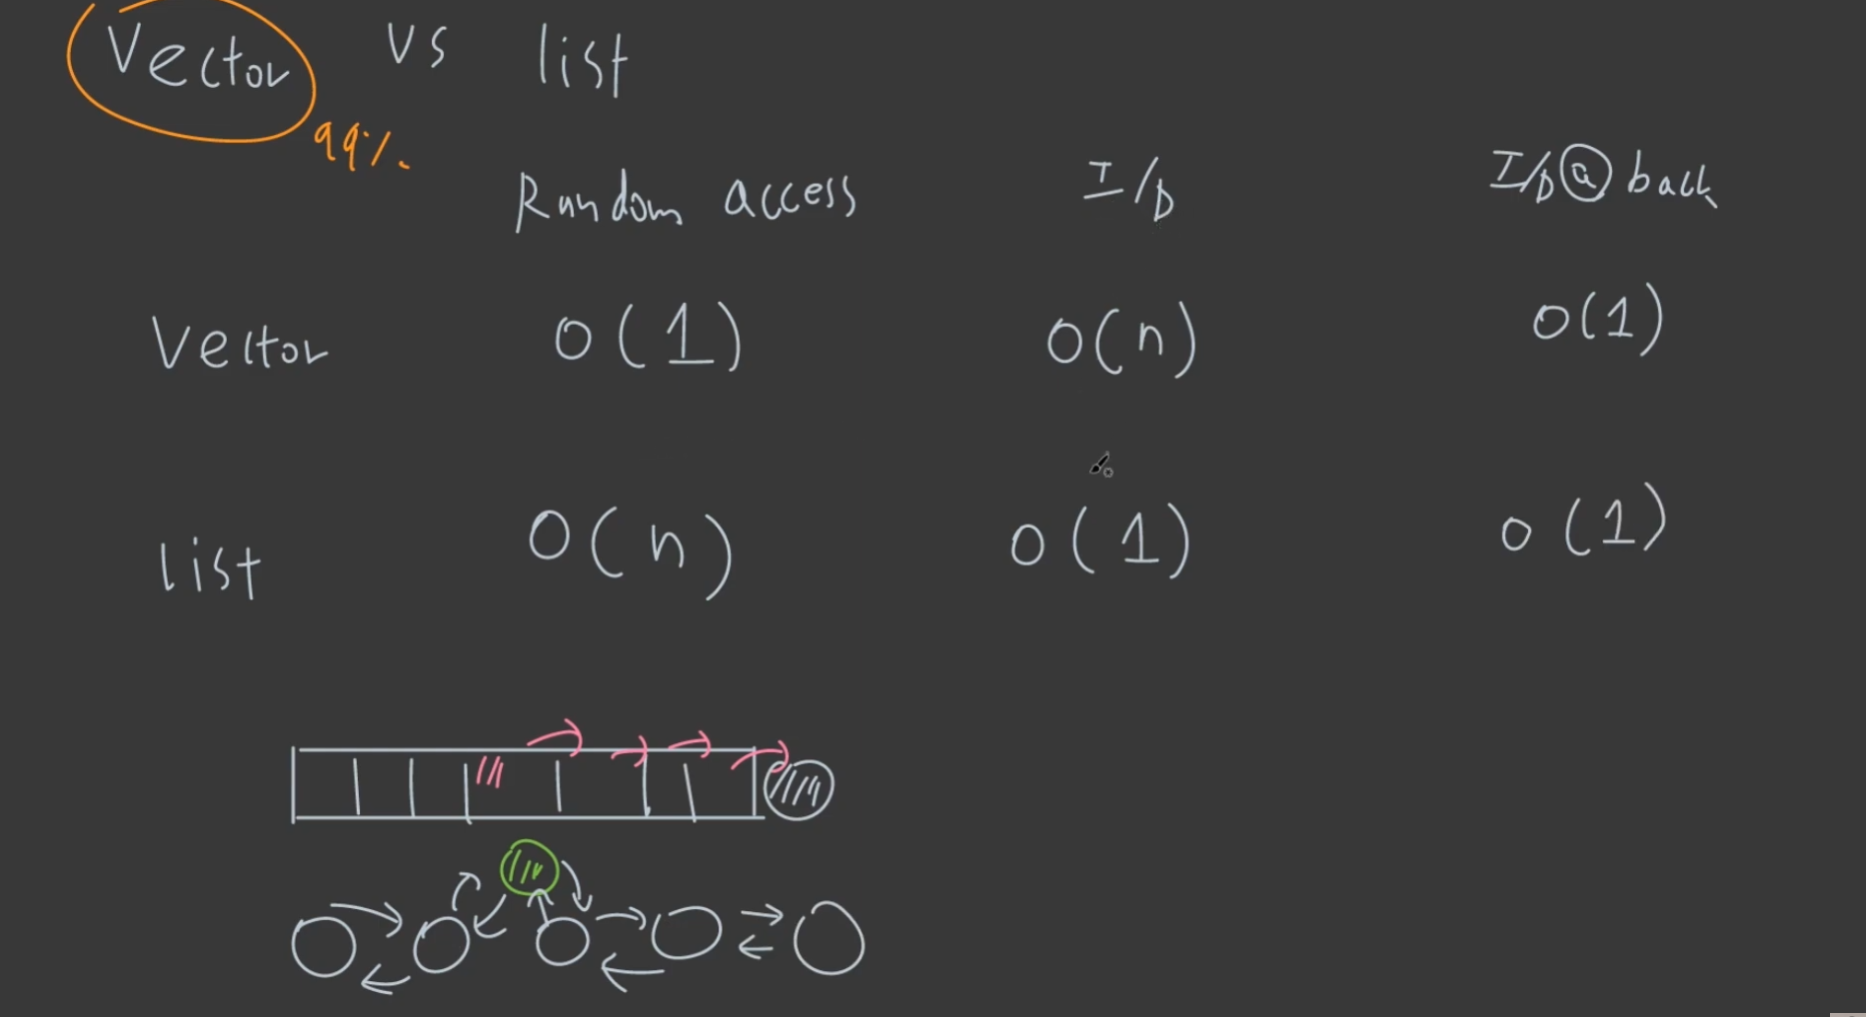 Vector vs list
99%.
Random access I/D I/D@back
Vector O(1) O(n) O(1)
list O(n) O(1) O(1)